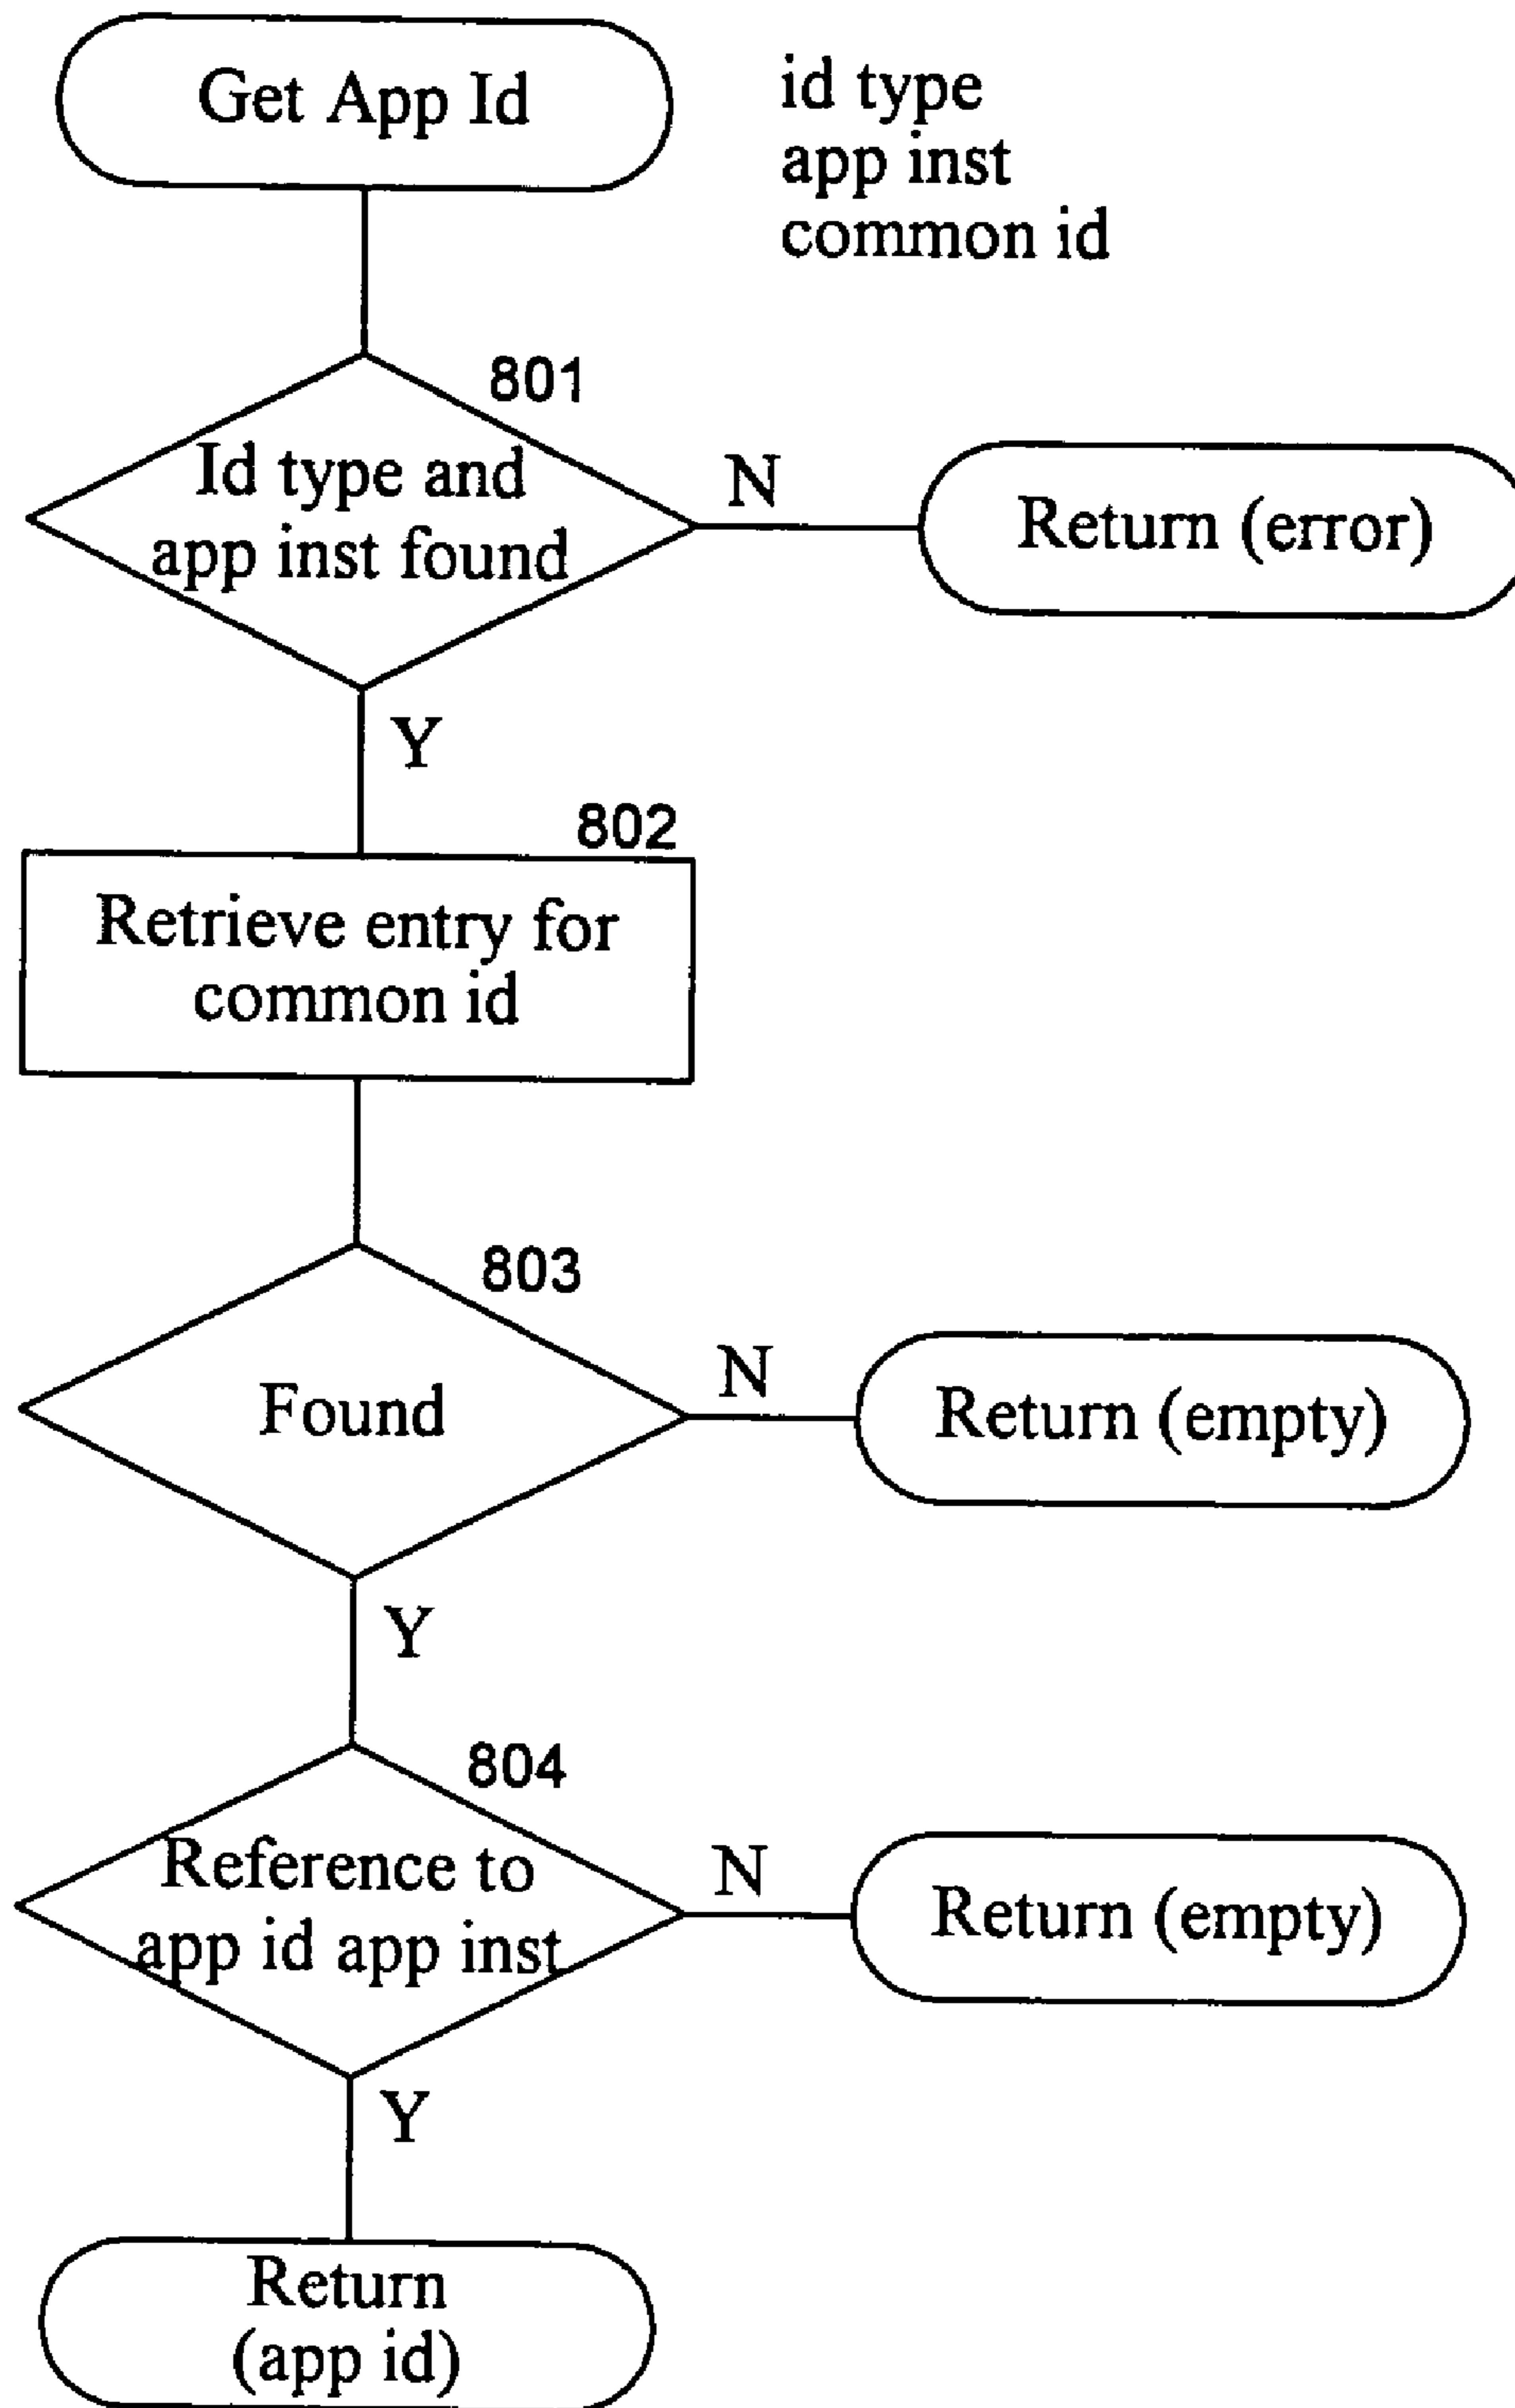 Get App Id
id type
app inst
common id
801
Id type and
app inst found
N
Return (error)
Y
802
Retrieve entry for
common id
803
Found
N
Return (empty)
Y
804
Reference to
app id app inst
N
Return (empty)
Y
Return
(app id)